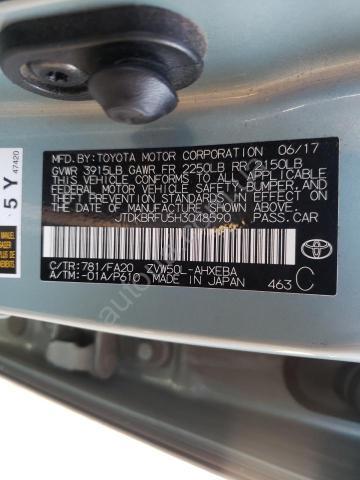 MFD.BY:TOYOTA MOTOR CORPORATION 06/17
GVWR 3915LB GAWR FR 2250LB RR 2150LB
THIS VEHICLE CONFORMS TO ALL APPLICABLE
FEDERAL MOTOR VEHICLE SAFETY, BUMPER, AND
THEFT PREVENTION STANDARDS IN EFFECT ON
THE DATE OF MANUFACTURE SHOWN ABOVE.
JTDKBRFU5H3048590 PASS.CAR
C/TR:781/FA20 ZVW50L-AHXEBA
A/TM:-01A/P610 MADE IN JAPAN 463 C
TOYOTA
5 Y
47420